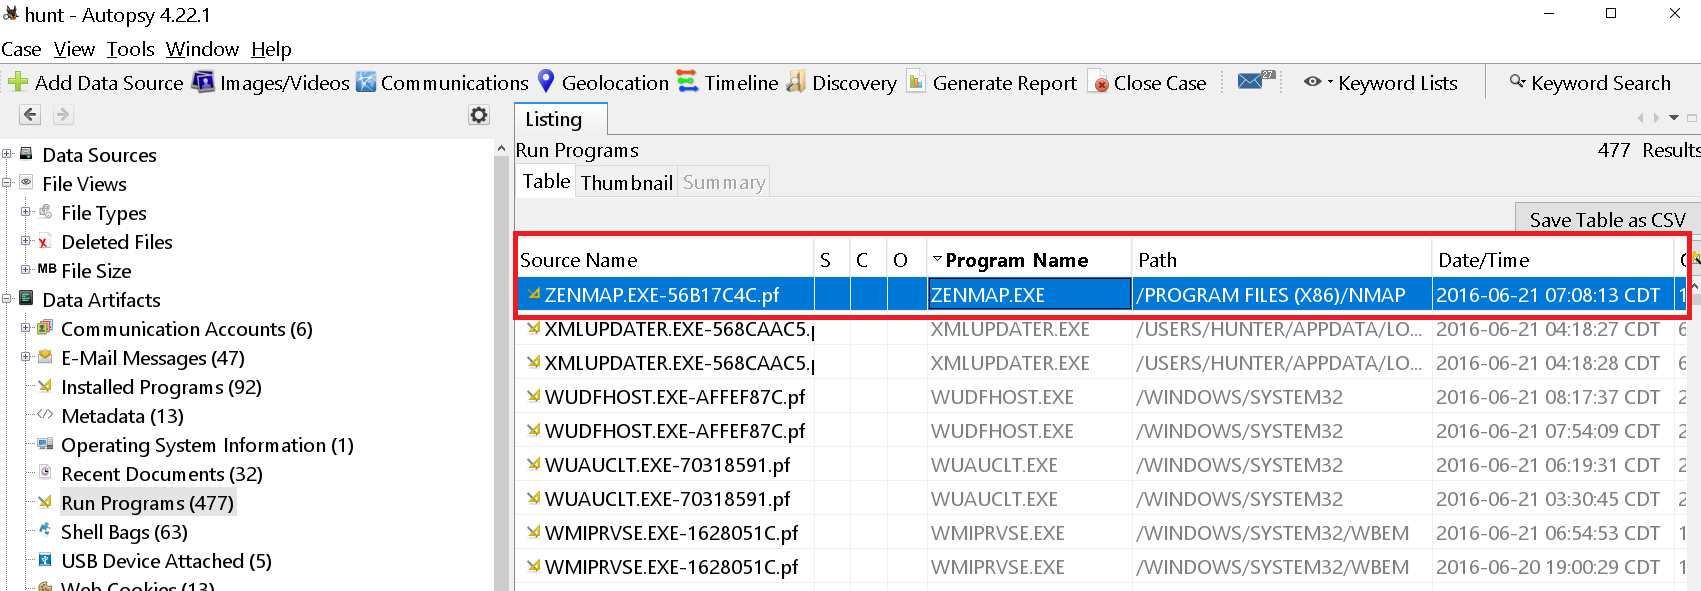 hunt - Autopsy 4.22.1
Case View Tools Window Help
Add Data Source Images/Videos Communications Geolocation Timeline Discovery Generate Report Close Case 27 Keyword Lists Keyword Search
Listing
Data Sources
File Views
File Types
Deleted Files
MB File Size
Data Artifacts
Communication Accounts (6)
E-Mail Messages (47)
Installed Programs (92)
Metadata (13)
Operating System Information (1)
Recent Documents (32)
Run Programs (477)
Shell Bags (63)
USB Device Attached (5)
Web Cookies (13)
Run Programs 477 Results
Table Thumbnail Summary
Save Table as CSV
Source Name S C O Program Name Path Date/Time
ZENMAP.EXE-56B17C4C.pf ZENMAP.EXE /PROGRAM FILES (X86)/NMAP 2016-06-21 07:08:13 CDT 1
XMLUPDATER.EXE-568CAAC5.p XMLUPDATER.EXE /USERS/HUNTER/APPDATA/LO... 2016-06-21 04:18:27 CDT 6
XMLUPDATER.EXE-568CAAC5.p XMLUPDATER.EXE /USERS/HUNTER/APPDATA/LO... 2016-06-21 04:18:28 CDT 6
WUDFHOST.EXE-AFFEF87C.pf WUDFHOST.EXE /WINDOWS/SYSTEM32 2016-06-21 08:17:37 CDT 2
WUDFHOST.EXE-AFFEF87C.pf WUDFHOST.EXE /WINDOWS/SYSTEM32 2016-06-21 07:54:09 CDT 2
WUAUCLT.EXE-70318591.pf WUAUCLT.EXE /WINDOWS/SYSTEM32 2016-06-21 06:19:31 CDT 2
WUAUCLT.EXE-70318591.pf WUAUCLT.EXE /WINDOWS/SYSTEM32 2016-06-21 03:30:45 CDT 2
WMIPRVSE.EXE-1628051C.pf WMIPRVSE.EXE /WINDOWS/SYSTEM32/WBEM 2016-06-21 06:54:53 CDT 1
WMIPRVSE.EXE-1628051C.pf WMIPRVSE.EXE /WINDOWS/SYSTEM32/WBEM 2016-06-20 19:00:29 CDT 1